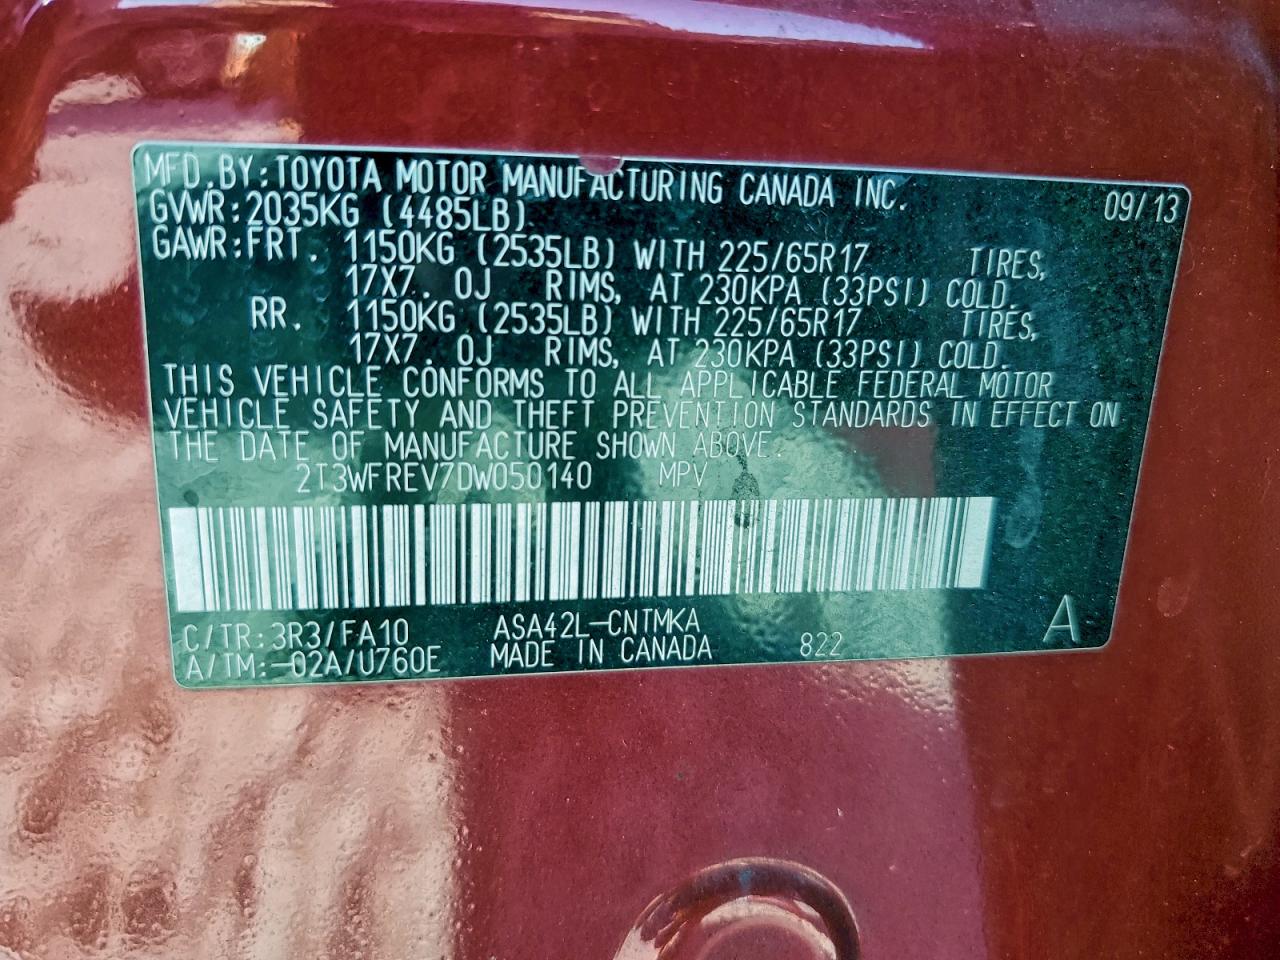 MFD. BY: TOYOTA MOTOR MANUFACTURING CANADA INC. 09/13
GVWR: 2035KG (4485LB)
GAWR: FRT. 1150KG (2535LB) WITH 225/65R17 TIRES,
17X7.0J RIMS, AT 230KPA (33PSI) COLD.
RR. 1150KG (2535LB) WITH 225/65R17 TIRES,
17X7.0J RIMS, AT 230KPA (33PSI) COLD.
THIS VEHICLE CONFORMS TO ALL APPLICABLE FEDERAL MOTOR
VEHICLE SAFETY AND THEFT PREVENTION STANDARDS IN EFFECT ON
THE DATE OF MANUFACTURE SHOWN ABOVE.
2T3WFREV7DW050140 MPV
C/TR: 3R3/FA10 ASA42L-CNTMKA
A/TM: -02A/U760E MADE IN CANADA 822 A